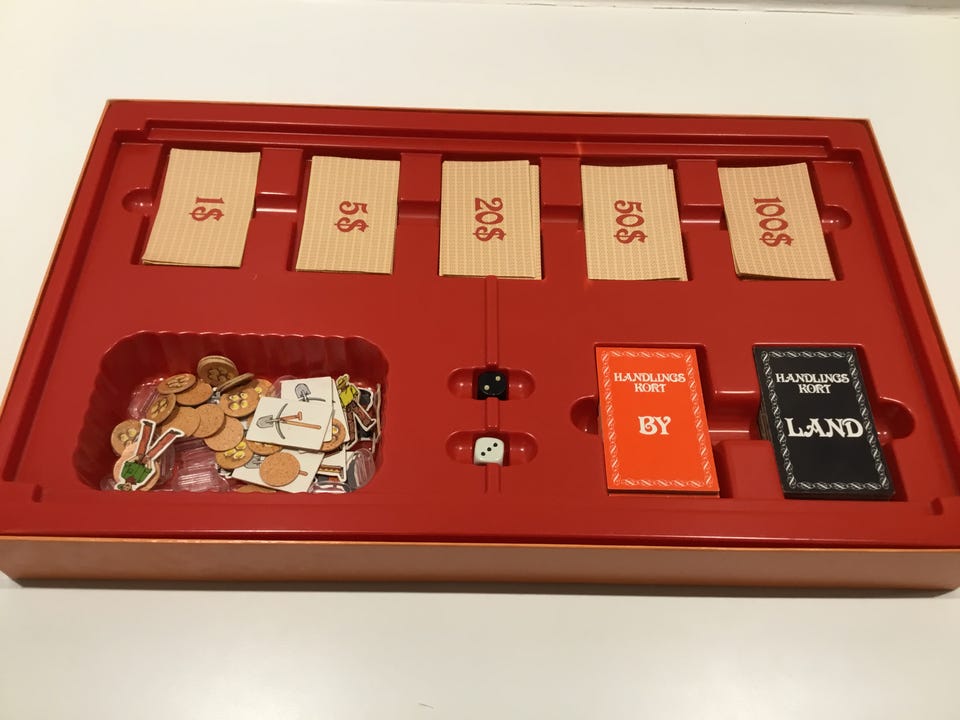 1$
5$
20$
50$
100$
HANDLINGS
KORT
BY
HANDLINGS
KORT
LAND